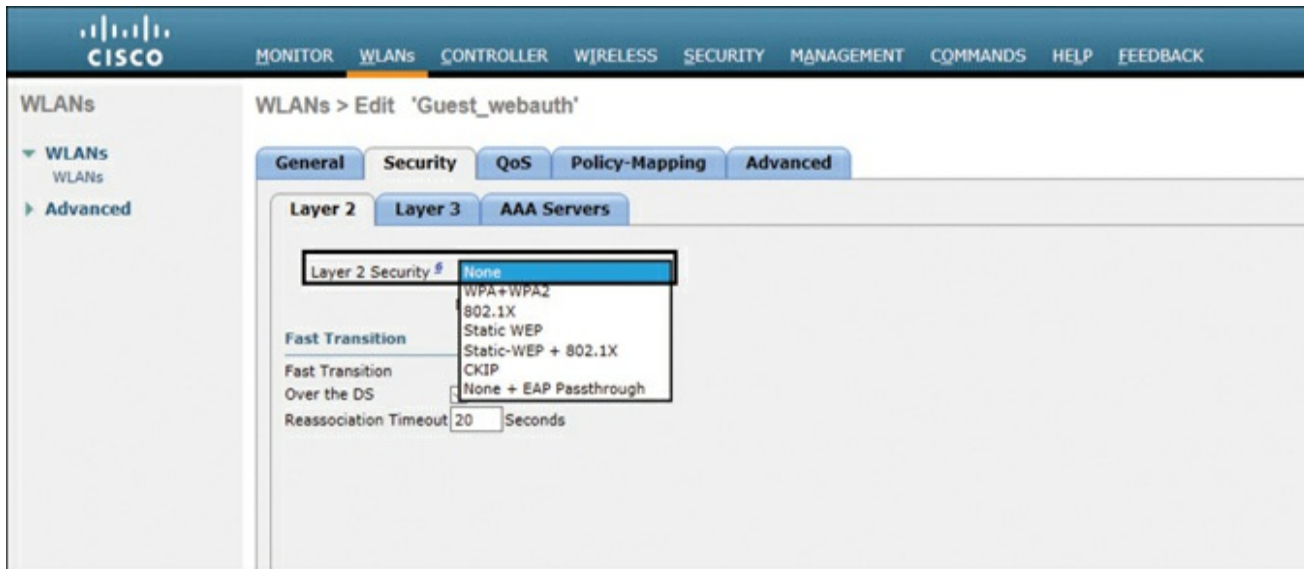 CISCO
MONITOR WLANs CONTROLLER WIRELESS SECURITY MANAGEMENT COMMANDS HELP FEEDBACK
WLANs
WLANs
WLANs
Advanced
WLANs > Edit 'Guest_webauth'
General Security QoS Policy-Mapping Advanced
Layer 2 Layer 3 AAA Servers
Layer 2 Security 6 None
WPA+WPA2
802.1X
Static WEP
Static-WEP + 802.1X
CKIP
None + EAP Passthrough
Fast Transition
Fast Transition
Over the DS
Reassociation Timeout 20 Seconds